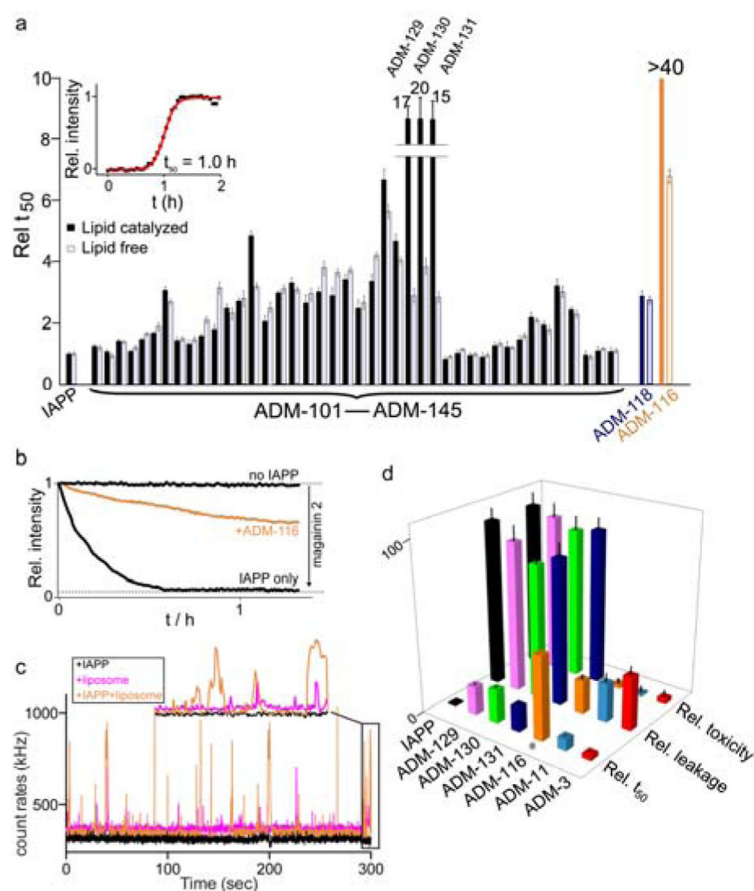 a
ADM-129
ADM-130
ADM-131
>40
17 20 15
10
8
6
4
2
0
Rel t50
Rel. intensity
1
0
t50 = 1.0 h
0 1 2
t (h)
Lipid catalyzed
Lipid free
IAPP
ADM-101—ADM-145
ADM-118
ADM-116
b
no IAPP
+ADM-116
IAPP only
magainin 2
Rel. intensity
1
0
0 1
t / h
c
+IAPP
+liposome
+IAPP+liposome
1000
500
count rates (kHz)
0 100 200 300
Time (sec)
d
100
0
IAPP
ADM-129
ADM-130
ADM-131
ADM-116
ADM-11
ADM-3
Rel. t50
Rel. leakage
Rel. toxicity